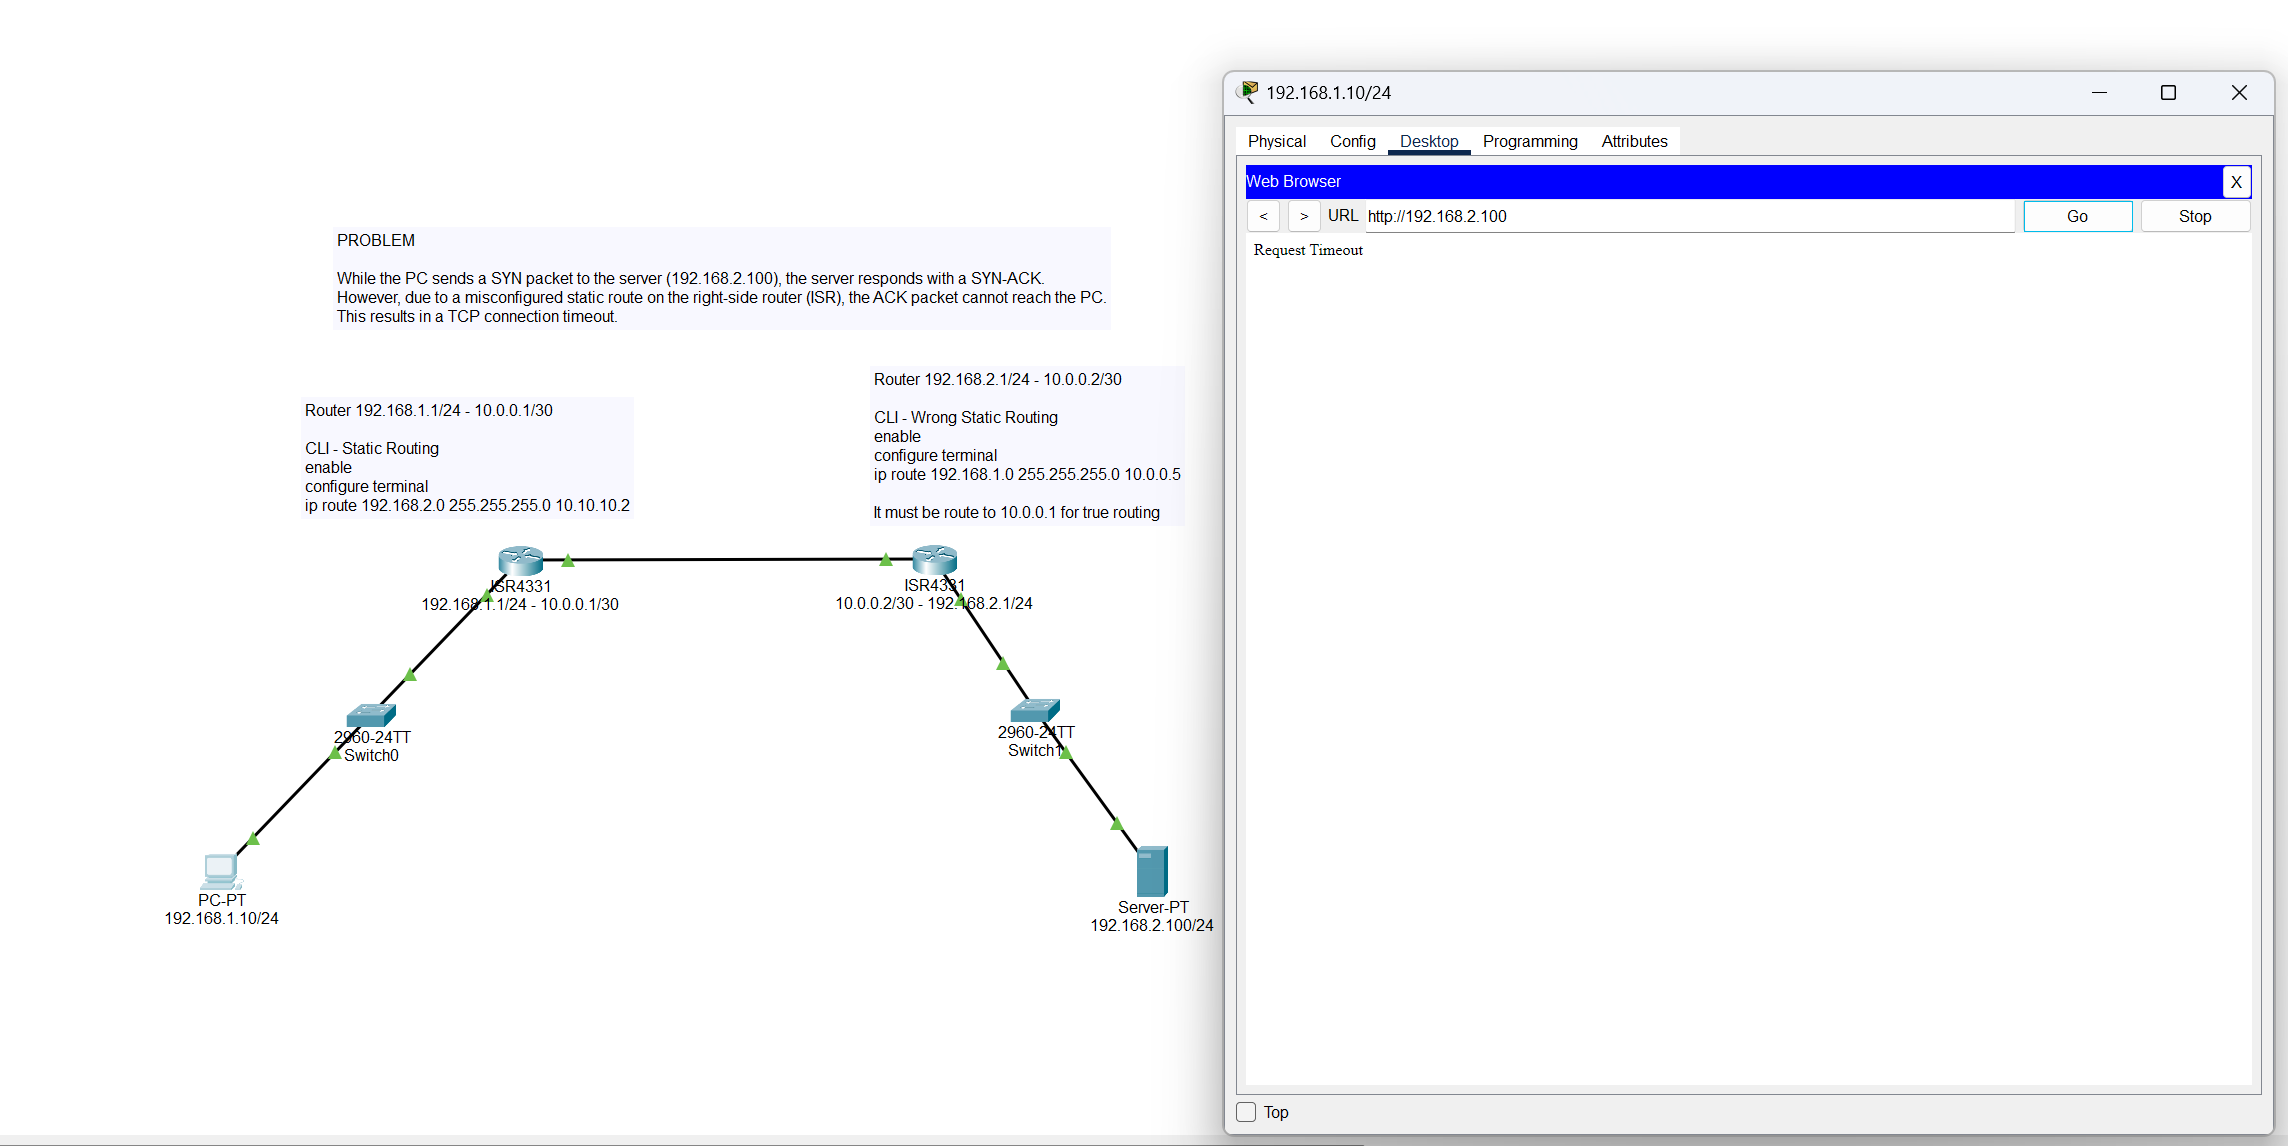 PROBLEM
While the PC sends a SYN packet to the server (192.168.2.100), the server responds with a SYN-ACK.
However, due to a misconfigured static route on the right-side router (ISR), the ACK packet cannot reach the PC.
This results in a TCP connection timeout.
Router 192.168.1.1/24 - 10.0.0.1/30
CLI - Static Routing
enable
configure terminal
ip route 192.168.2.0 255.255.255.0 10.10.10.2
Router 192.168.2.1/24 - 10.0.0.2/30
CLI - Wrong Static Routing
enable
configure terminal
ip route 192.168.1.0 255.255.255.0 10.0.0.5
It must be route to 10.0.0.1 for true routing
ISR4331
192.168.1.1/24 - 10.0.0.1/30
ISR4331
10.0.0.2/30 - 192.168.2.1/24
2960-24TT
Switch0
2960-24TT
Switch1
PC-PT
192.168.1.10/24
Server-PT
192.168.2.100/24
192.168.1.10/24
Physical Config Desktop Programming Attributes
Web Browser X
< > URL http://192.168.2.100 Go Stop
Request Timeout
Top